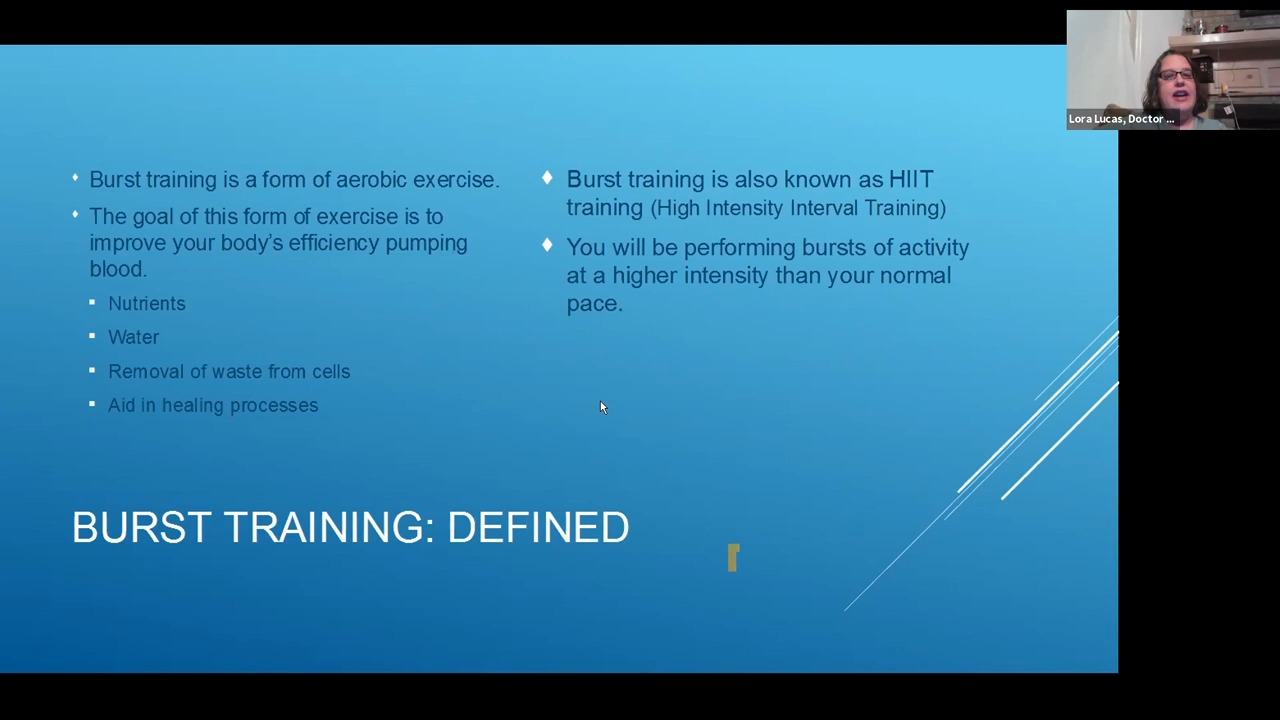 Burst training is a form of aerobic exercise.
The goal of this form of exercise is to
improve your body's efficiency pumping
blood.
Nutrients
Water
Removal of waste from cells
Aid in healing processes
Burst training is also known as HIIT
training (High Intensity Interval Training)
You will be performing bursts of activity
at a higher intensity than your normal
pace.
BURST TRAINING: DEFINED
Lora Lucas, Doctor ...